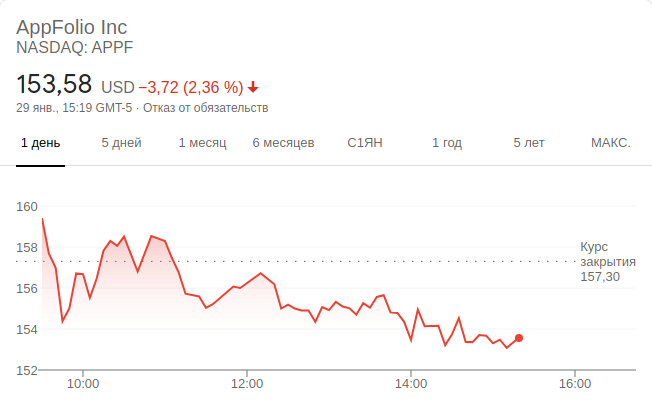 AppFolio Inc
NASDAQ: APPF
153,58 USD −3,72 (2,36 %)
29 янв., 15:19 GMT-5 · Отказ от обязательств
1 день 5 дней 1 месяц 6 месяцев С1ЯН 1 год 5 лет МАКС.
160
158
Курс
закрытия
157,30
156
154
152
10:00 12:00 14:00 16:00